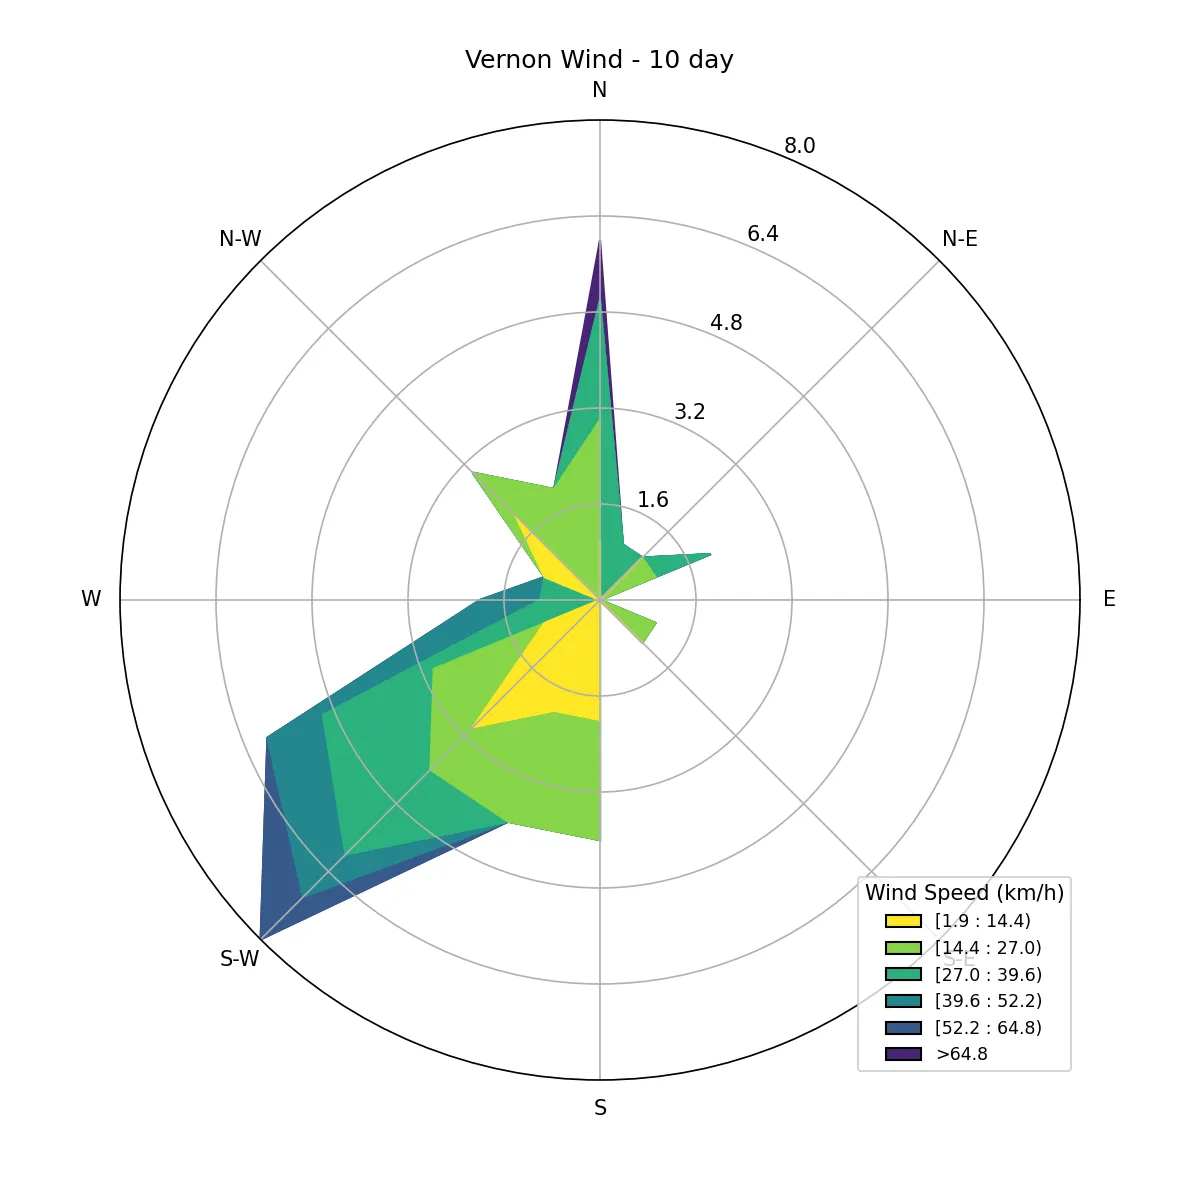 Vernon Wind - 10 day
N
8.0
N-W
6.4
N-E
4.8
3.2
1.6
W
E
S-W
S-E
Wind Speed (km/h)
[1.9 : 14.4)
[14.4 : 27.0)
[27.0 : 39.6)
[39.6 : 52.2)
[52.2 : 64.8)
>64.8
S